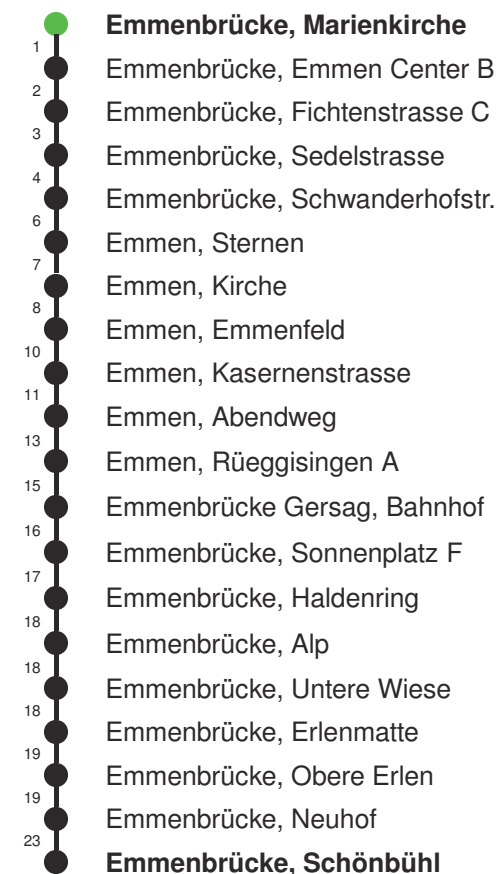 Emmenbrücke, Marienkirche
1
Emmenbrücke, Emmen Center B
2
Emmenbrücke, Fichtenstrasse C
3
Emmenbrücke, Sedelstrasse
4
Emmenbrücke, Schwanderhofstr.
6
Emmen, Sternen
7
Emmen, Kirche
8
Emmen, Emmenfeld
10
Emmen, Kasernenstrasse
11
Emmen, Abendweg
13
Emmen, Rüeggisingen A
15
Emmenbrücke Gersag, Bahnhof
16
Emmenbrücke, Sonnenplatz F
17
Emmenbrücke, Haldenring
18
Emmenbrücke, Alp
18
Emmenbrücke, Untere Wiese
18
Emmenbrücke, Erlenmatte
19
Emmenbrücke, Obere Erlen
19
Emmenbrücke, Neuhof
23
Emmenbrücke, Schönbühl